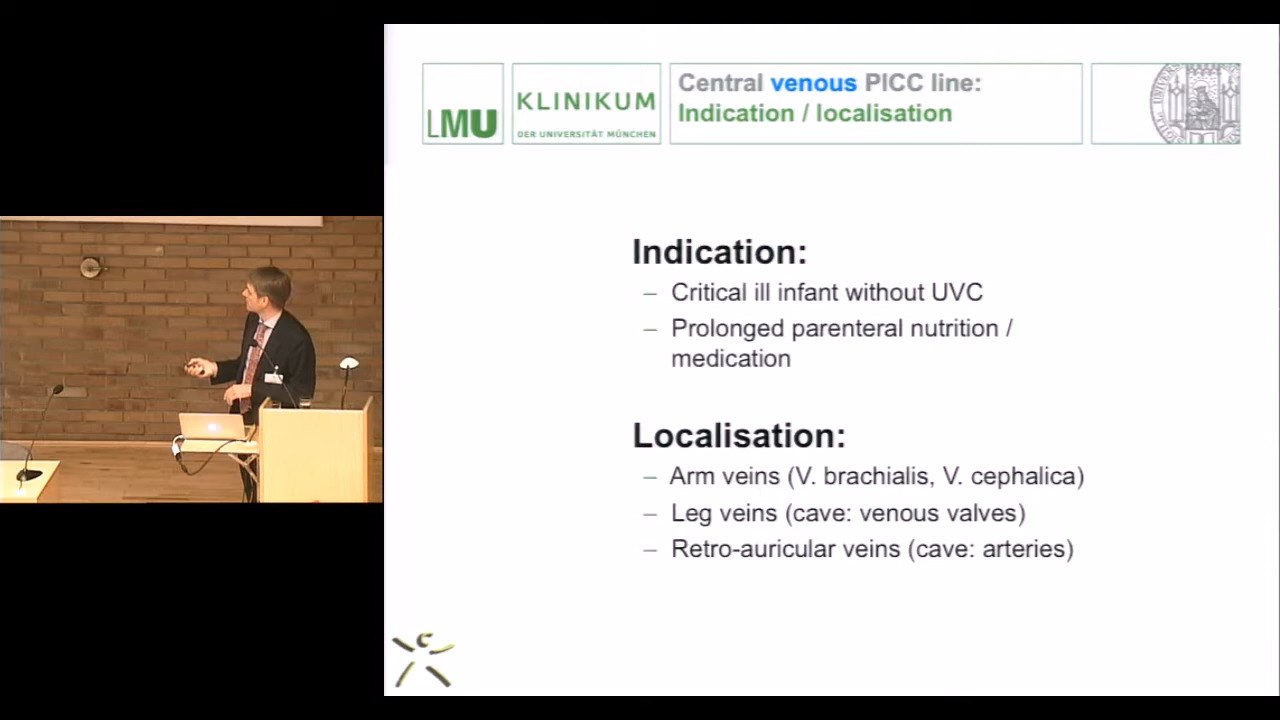 LMU
KLINIKUM
DER UNIVERSITÄT MÜNCHEN
Central venous PICC line:
Indication / localisation
Indication:
– Critical ill infant without UVC
– Prolonged parenteral nutrition /
medication
Localisation:
– Arm veins (V. brachialis, V. cephalica)
– Leg veins (cave: venous valves)
– Retro-auricular veins (cave: arteries)